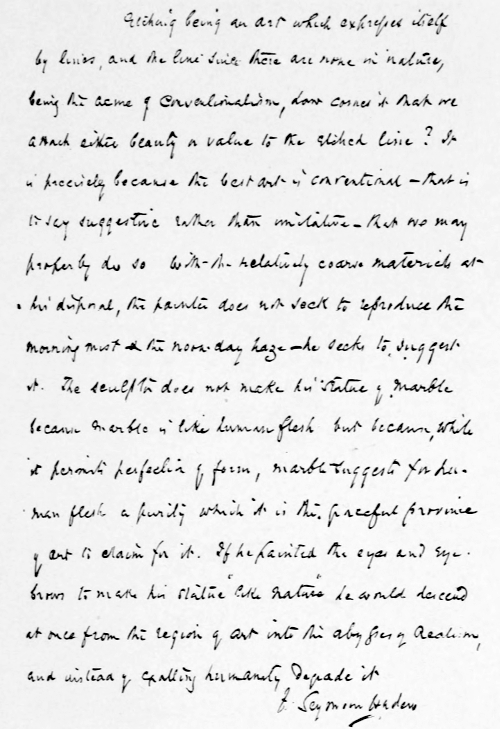 Etching being an art which expresses itself
by lines, and the line since there are none in nature,
being the acme of conventionalism, how comes it that we
attach either beauty or value to the etched line? It
is precisely because the best art is conventional – that is
to say suggestive rather than imitative – that we may
properly do so With the relatively coarse materials at
his disposal, the painter does not seek to reproduce the
morning mist & the noon-day haze – he seeks to suggest
it. The sculptor does not make his statue of marble
because marble is like human flesh but because, while
it permits perfection of form, marble suggests for hu-
man flesh a purity which it is the graceful province
of art to claim for it. If he painted the eyes and eye-
brows to make his statue "like nature" he would descend
at once from the region of art into the abysses of Realism,
and instead of exalting humanity degrade it
F. Seymour Haden